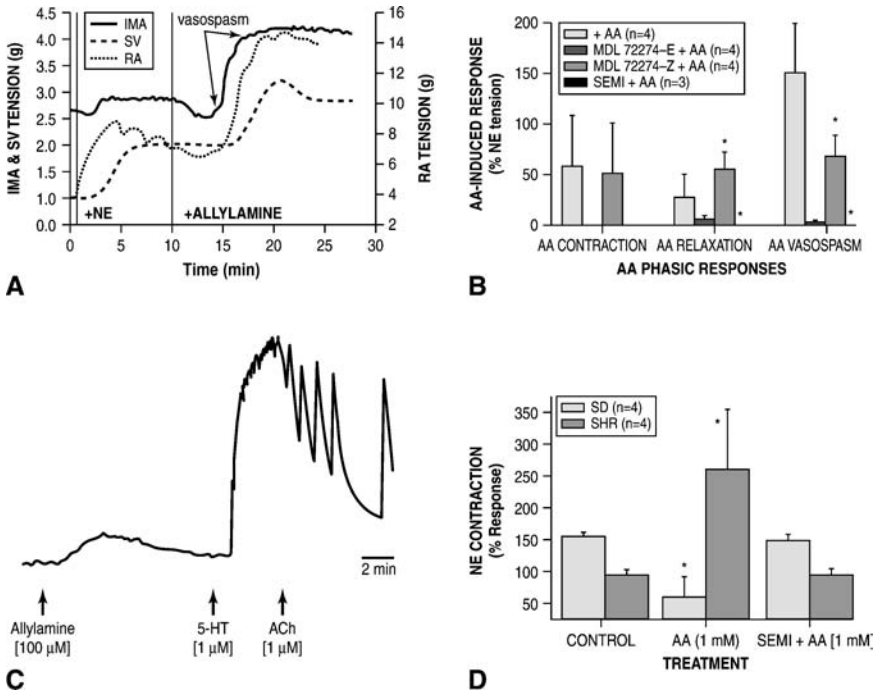 IMA
SV
RA
vasospasm
IMA & SV TENSION (g)
4.5
4.0
3.5
3.0
2.5
2.0
1.5
1.0
0.5
0.0
RA TENSION (g)
16
14
12
10
8
6
4
2
+NE
+ALLYLAMINE
0 5 10 15 20 25 30
Time (min)
A
+ AA (n=4)
MDL 72274–E + AA (n=4)
MDL 72274–Z + AA (n=4)
SEMI + AA (n=3)
AA-INDUCED RESPONSE
(% NE tension)
200
150
100
50
0
* * * *
AA CONTRACTION AA RELAXATION AA VASOSPASM
AA PHASIC RESPONSES
B
2 min
Allylamine
[100 µM]
5-HT
[1 µM]
ACh
[1 µM]
C
SD (n=4)
SHR (n=4)
NE CONTRACTION
(% Response)
350
300
250
200
150
100
50
* *
CONTROL AA (1 mM) SEMI + AA [1 mM]
TREATMENT
D